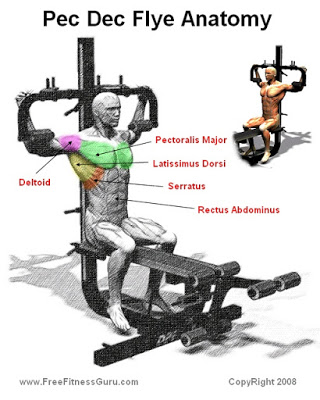 Pec Dec Flye Anatomy
Pectoralis Major
Latissimus Dorsi
Deltoid
Serratus
Rectus Abdominus
www.FreeFitnessGuru.com
CopyRight 2008